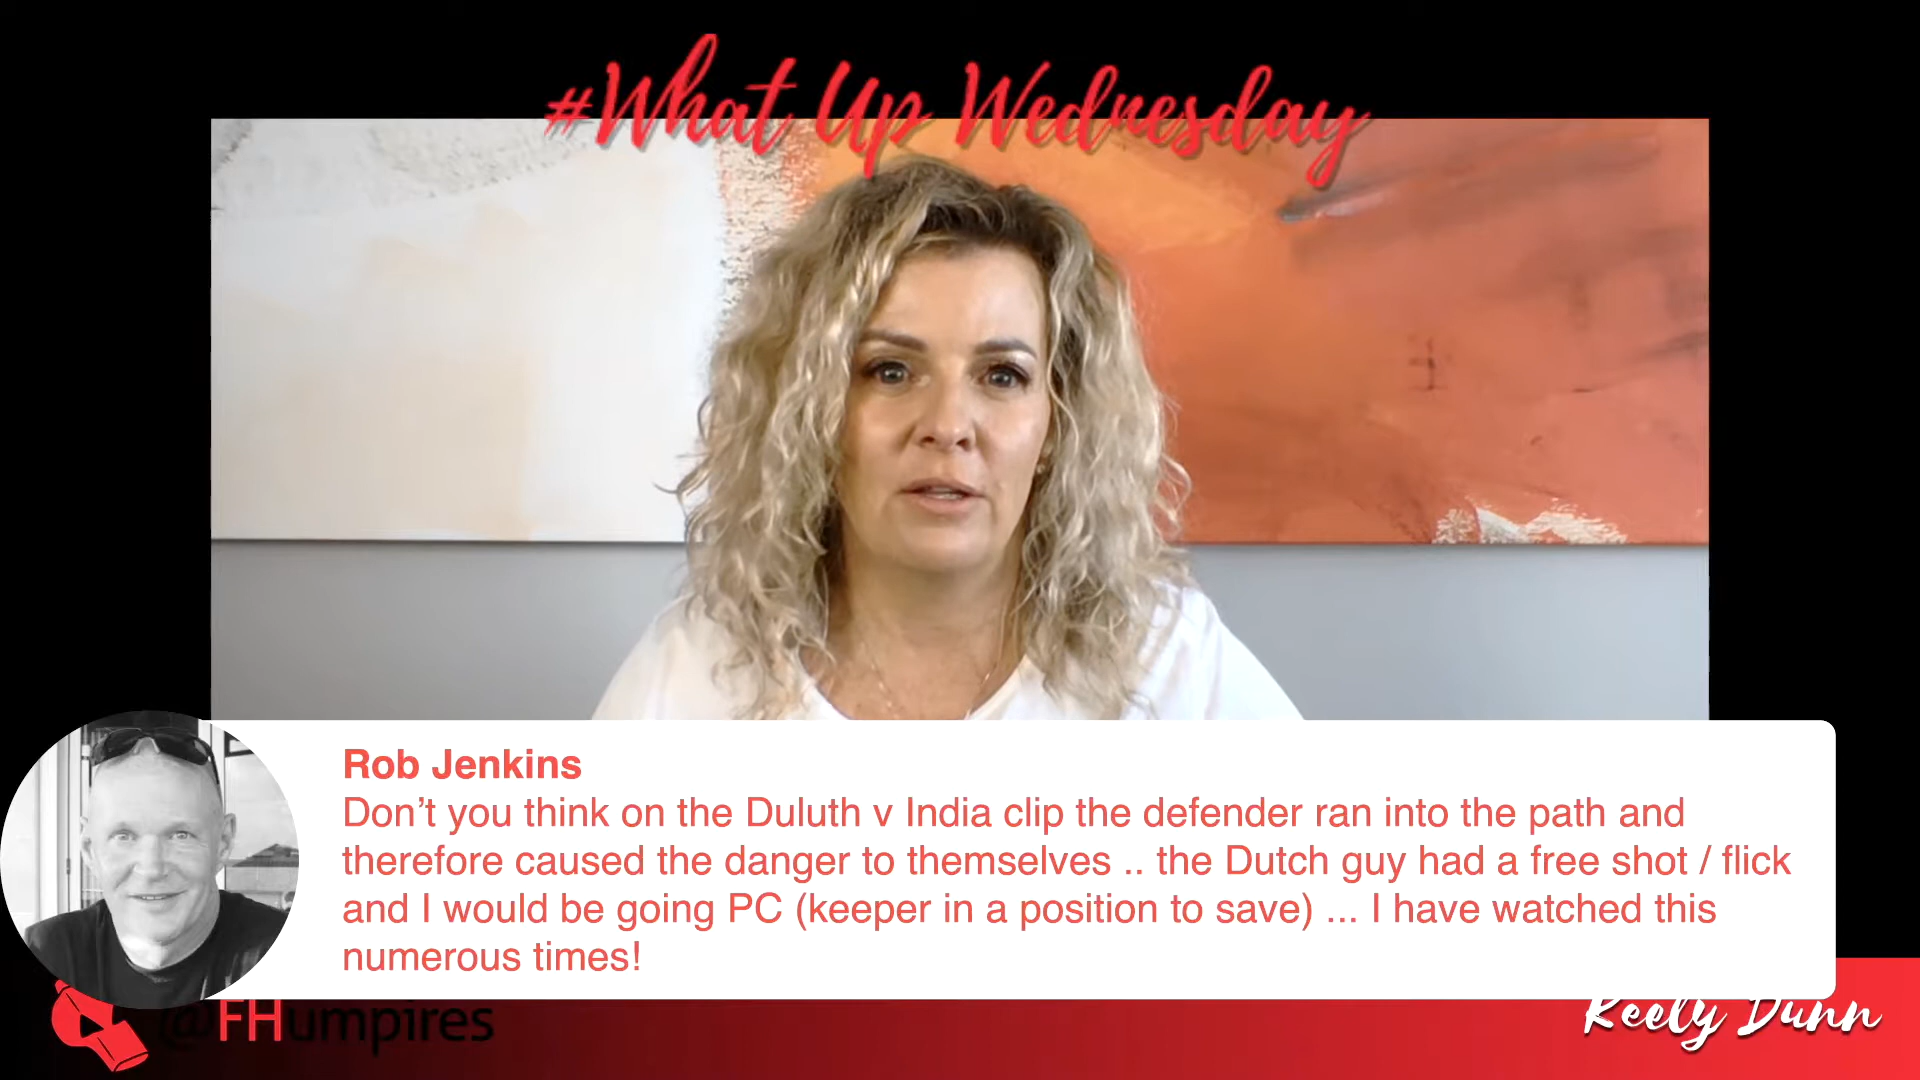 #What Up Wednesday
Rob Jenkins
Don’t you think on the Duluth v India clip the defender ran into the path and
therefore caused the danger to themselves .. the Dutch guy had a free shot / flick
and I would be going PC (keeper in a position to save) ... I have watched this
numerous times!
@FHumpires
Keely Dunn